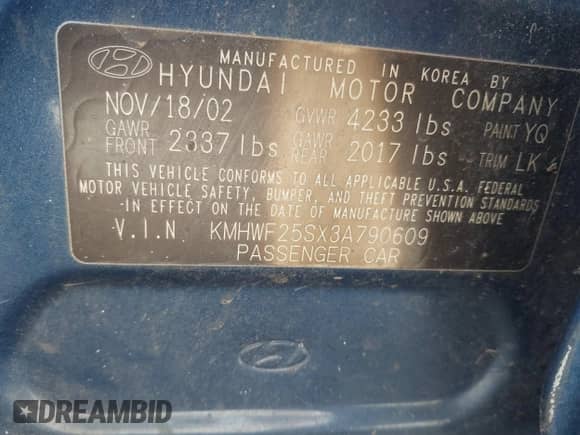 MANUFACTURED IN KOREA BY
HYUNDAI MOTOR COMPANY
NOV/18/02 GVWR 4233 lbs PAINT YQ
GAWR FRONT 2337 lbs GAWR REAR 2017 lbs TRIM LK
THIS VEHICLE CONFORMS TO ALL APPLICABLE U.S.A. FEDERAL
MOTOR VEHICLE SAFETY, BUMPER, AND THEFT PREVENTION STANDARDS
IN EFFECT ON THE DATE OF MANUFACTURE SHOWN ABOVE
V.I.N. KMHWF25SX3A790609
PASSENGER CAR
DREAMBID